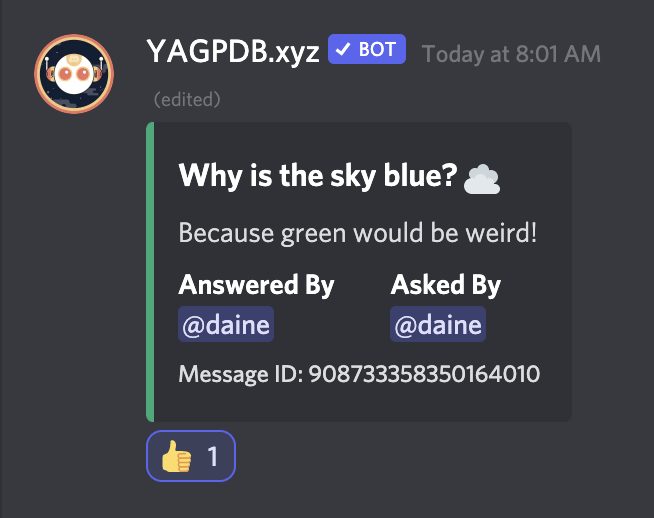 YAGPDB.xyz ✓ BOT Today at 8:01 AM
(edited)
Why is the sky blue? ☁️
Because green would be weird!
Answered By Asked By
@daine @daine
Message ID: 908733358350164010
👍 1